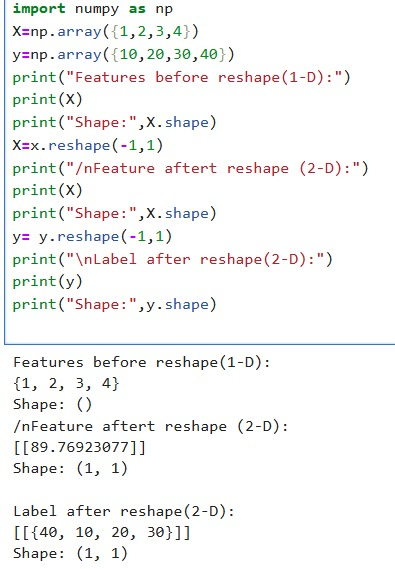 import numpy as np
X=np.array({1,2,3,4})
y=np.array({10,20,30,40})
print("Features before reshape(1-D):")
print(X)
print("Shape:",X.shape)
X=x.reshape(-1,1)
print("/nFeature aftert reshape (2-D):")
print(X)
print("Shape:",X.shape)
y= y.reshape(-1,1)
print("\nLabel after reshape(2-D):")
print(y)
print("Shape:",y.shape)
Features before reshape(1-D):
{1, 2, 3, 4}
Shape: ()
/nFeature aftert reshape (2-D):
[[89.76923077]]
Shape: (1, 1)
Label after reshape(2-D):
[[{40, 10, 20, 30}]]
Shape: (1, 1)